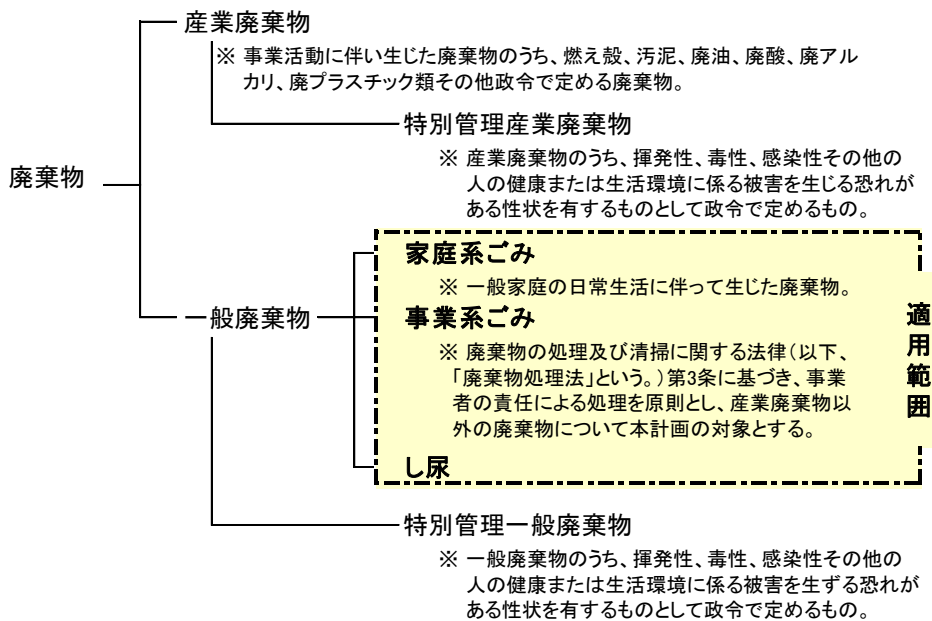 産業廃棄物
※ 事業活動に伴い生じた廃棄物のうち、燃え殻、汚泥、廃油、廃酸、廃アル
カリ、廃プラスチック類その他政令で定める廃棄物。
特別管理産業廃棄物
※ 産業廃棄物のうち、揮発性、毒性、感染性その他の
人の健康または生活環境に係る被害を生じる恐れが
ある性状を有するものとして政令で定めるもの。
廃棄物
家庭系ごみ
※ 一般家庭の日常生活に伴って生じた廃棄物。
一般廃棄物
事業系ごみ
※ 廃棄物の処理及び清掃に関する法律（以下、
「廃棄物処理法」という。）第3条に基づき、事業
者の責任による処理を原則とし、産業廃棄物以
外の廃棄物について本計画の対象とする。
適用範囲
し尿
特別管理一般廃棄物
※ 一般廃棄物のうち、揮発性、毒性、感染性その他の
人の健康または生活環境に係る被害を生ずる恐れが
ある性状を有するものとして政令で定めるもの。